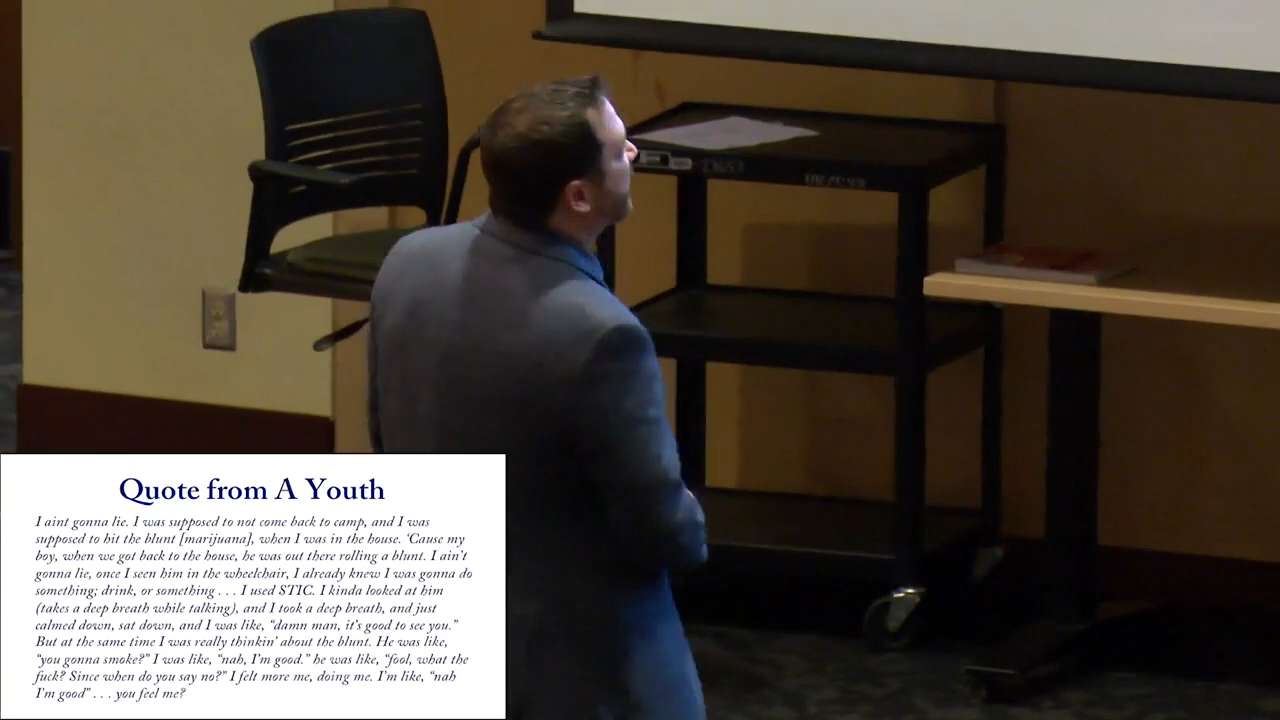 Quote from A Youth
I aint gonna lie. I was supposed to not come back to camp, and I was
supposed to hit the blunt [marijuana], when I was in the house. ‘Cause my
boy, when we got back to the house, he was out there rolling a blunt. I ain’t
gonna lie, once I seen him in the wheelchair, I already knew I was gonna do
something; drink, or something . . . I used STIC. I kinda looked at him
(takes a deep breath while talking), and I took a deep breath, and just
calmed down, sat down, and I was like, “damn man, it’s good to see you.”
But at the same time I was really thinkin’ about the blunt. He was like,
“you gonna smoke?” I was like, “nah, I’m good.” he was like, “fool, what the
fuck? Since when do you say no?” I felt more me, doing me. I’m like, “nah
I’m good” . . . you feel me?